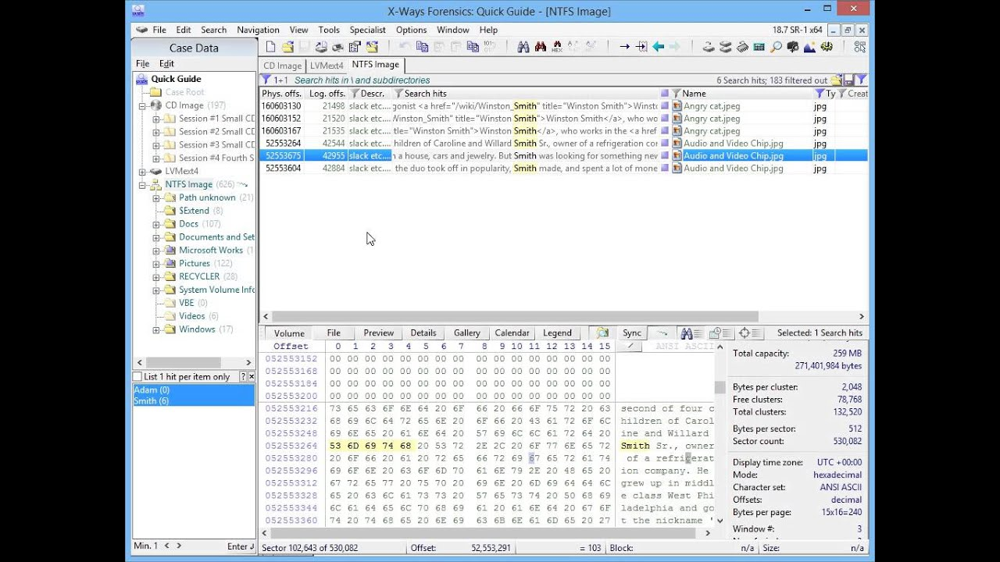 X-Ways Forensics: Quick Guide - [NTFS Image]
File Edit Search Navigation View Tools Specialist Options Window Help 18.7 SR-1 x64
Case Data
File Edit
Quick Guide
Case Root
CD Image (197)
Session #1 Small CD
Session #2 Small CD
Session #3 Small CD
Session #4 Fourth S
LVMext4
NTFS Image (626)
Path unknown (21)
$Extend (8)
Docs (107)
Documents and Set
Microsoft Works (1
Pictures (122)
RECYCLER (28)
System Volume Info
VBE (0)
Videos (6)
Windows (17)
List 1 hit per item only ? ×
Adam (0)
Smith (6)
Min. 1 < > Enter
CD Image LVMext4 NTFS Image
1+1 Search hits in \ and subdirectories 6 Search hits; 183 filtered out
Phys. offs. Log. offs. Descr. Search hits Name Ty Creat
160603130 21498 slack etc.... gonist <a href="/wiki/Winston_Smith" title="Winston Smith">Winstc Angry cat.jpeg jpg
160603152 21520 slack etc.... Winston_Smith" title="Winston Smith">Winston Smith</a>, who wo Angry cat.jpeg jpg
160603167 21535 slack etc.... tle="Winston Smith">Winston Smith</a>, who works in the <a href Angry cat.jpeg jpg
52553264 42544 slack etc.... hildren of Caroline and Willard Smith Sr., owner of a refrigeration cor Audio and Video Chip.jpg jpg
52553675 42955 slack etc.... n a house, cars and jewelry. But Smith was looking for something new Audio and Video Chip.jpg jpg
52553604 42884 slack etc.... the duo took off in popularity, Smith made, and spent a lot of mone Audio and Video Chip.jpg jpg
Volume File Preview Details Gallery Calendar Legend Sync Selected: 1 Search hits
Offset 0 1 2 3 4 5 6 7 8 9 10 11 12 13 14 15 ANSI ASCII
052553152 00 00 00 00 00 00 00 00 00 00 00 00 00 00 00 00
052553168 00 00 00 00 00 00 00 00 00 00 00 00 00 00 00 00
052553184 00 00 00 00 00 00 00 00 00 00 00 00 00 00 00 00
052553200 00 00 00 00 00 00 00 00 00 00 00 00 00 00 00 00
052553216 73 65 63 6F 6E 64 20 6F 66 20 66 6F 75 72 20 63 second of four c
052553232 68 69 6C 64 72 65 6E 20 6F 66 20 43 61 72 6F 6C hildren of Carol
052553248 69 6E 65 20 61 6E 64 20 57 69 6C 6C 61 72 64 20 ine and Willard
052553264 53 6D 69 74 68 20 53 72 2E 2C 20 6F 77 6E 65 72 Smith Sr., owner
052553280 20 6F 66 20 61 20 72 65 66 72 69 67 65 72 61 74 of a refrigerat
052553296 69 6F 6E 20 63 6F 6D 70 61 6E 79 2E 20 48 65 20 ion company. He
052553312 67 72 65 77 20 75 70 20 69 6E 20 6D 69 64 64 6C grew up in middl
052553328 65 20 63 6C 61 73 73 20 57 65 73 74 20 50 68 69 e class West Phi
052553344 6C 61 64 65 6C 70 68 69 61 20 61 6E 64 20 67 6F ladelphia and go
052553360 74 20 74 68 65 20 6E 69 63 6B 6E 61 6D 65 20 27 t the nickname '
Total capacity: 259 MB
271,401,984 bytes
Bytes per cluster: 2,048
Free clusters: 78,768
Total clusters: 132,520
Bytes per sector: 512
Sector count: 530,082
Display time zone: UTC +00:00
Mode: hexadecimal
Character set: ANSI ASCII
Offsets: decimal
Bytes per page: 15x16=240
Window #: 3
Sector 102,643 of 530,082 Offset: 52,553,291 = 103 Block: n/a Size: n/a